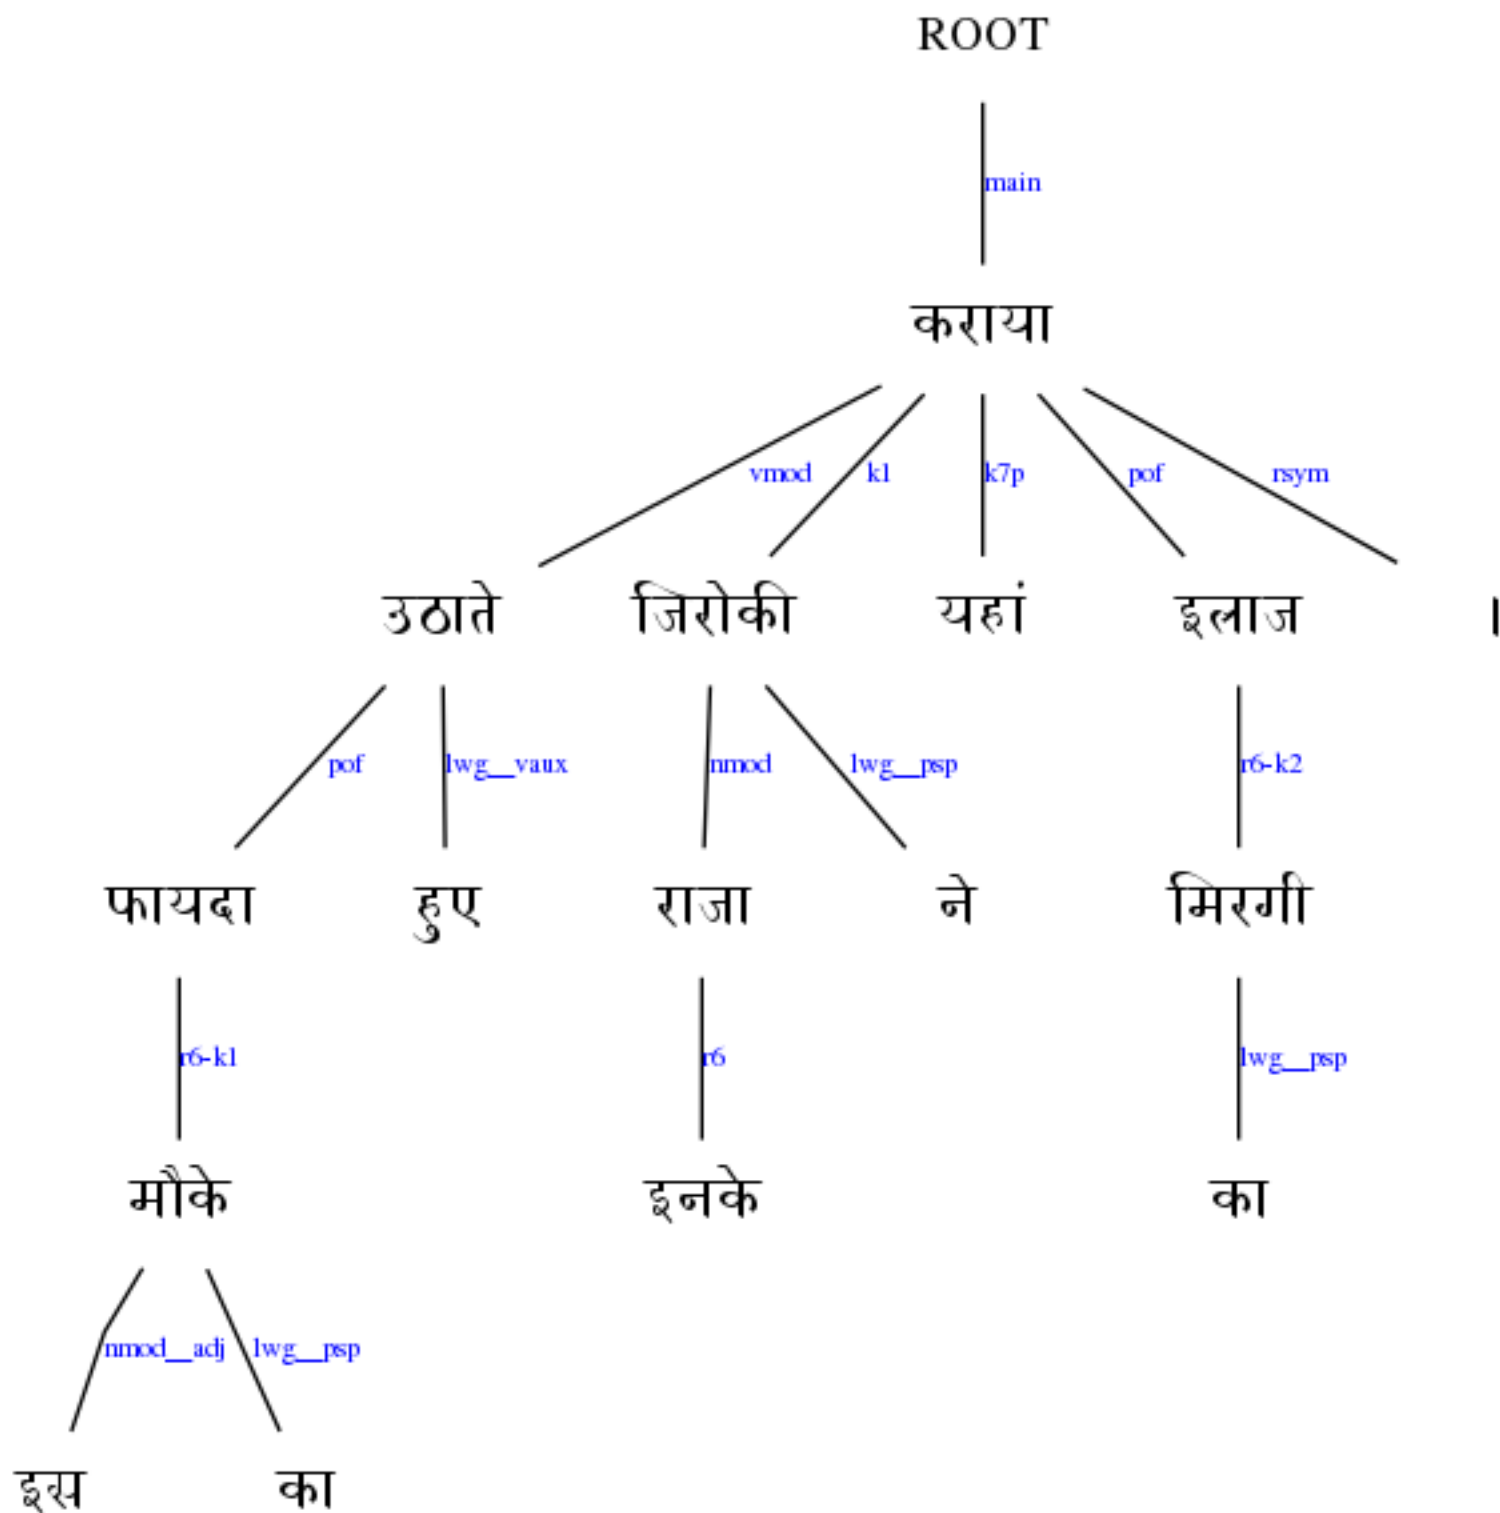 ROOT
main
कराया
vmod k1 k7p pof rsym
उठाते जिरोकी यहां इलाज ।
pof lwg__vaux nmod lwg__psp r6-k2
फायदा हुए राजा ने मिरगी
r6-k1 r6 lwg__psp
मौके इनके का
nmod__adj lwg__psp
इस का